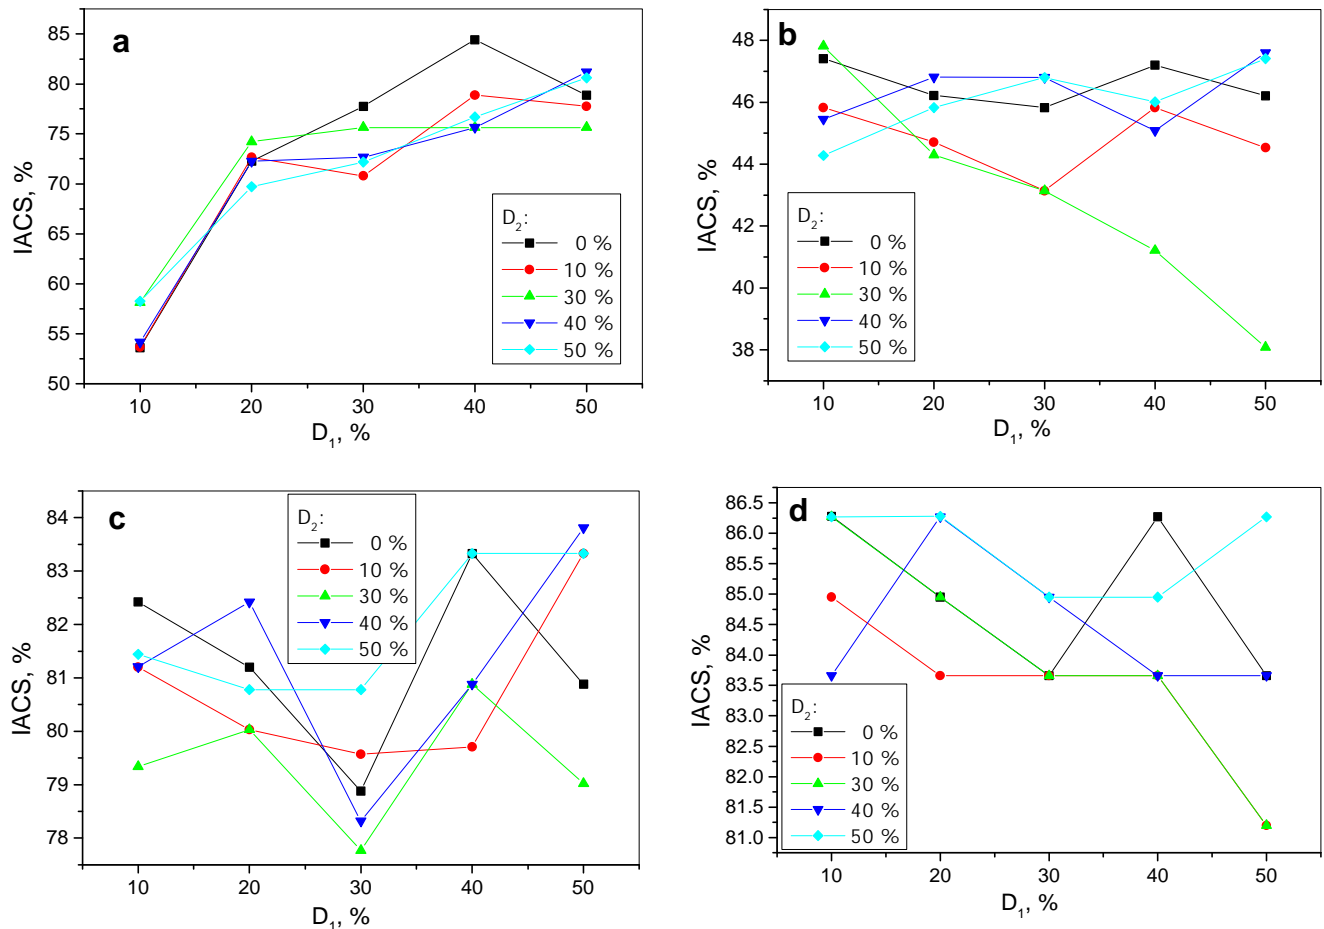 a
IACS, %
85
80
75
70
65
60
55
50
10 20 30 40 50
D₁, %
D₂:
0 %
10 %
30 %
40 %
50 %
b
IACS, %
48
46
44
42
40
38
10 20 30 40 50
D₁, %
D₂:
0 %
10 %
30 %
40 %
50 %
c
IACS, %
84
83
82
81
80
79
78
10 20 30 40 50
D₁, %
D₂:
0 %
10 %
30 %
40 %
50 %
d
IACS, %
86.5
86.0
85.5
85.0
84.5
84.0
83.5
83.0
82.5
82.0
81.5
81.0
10 20 30 40 50
D₁, %
D₂:
0 %
10 %
30 %
40 %
50 %